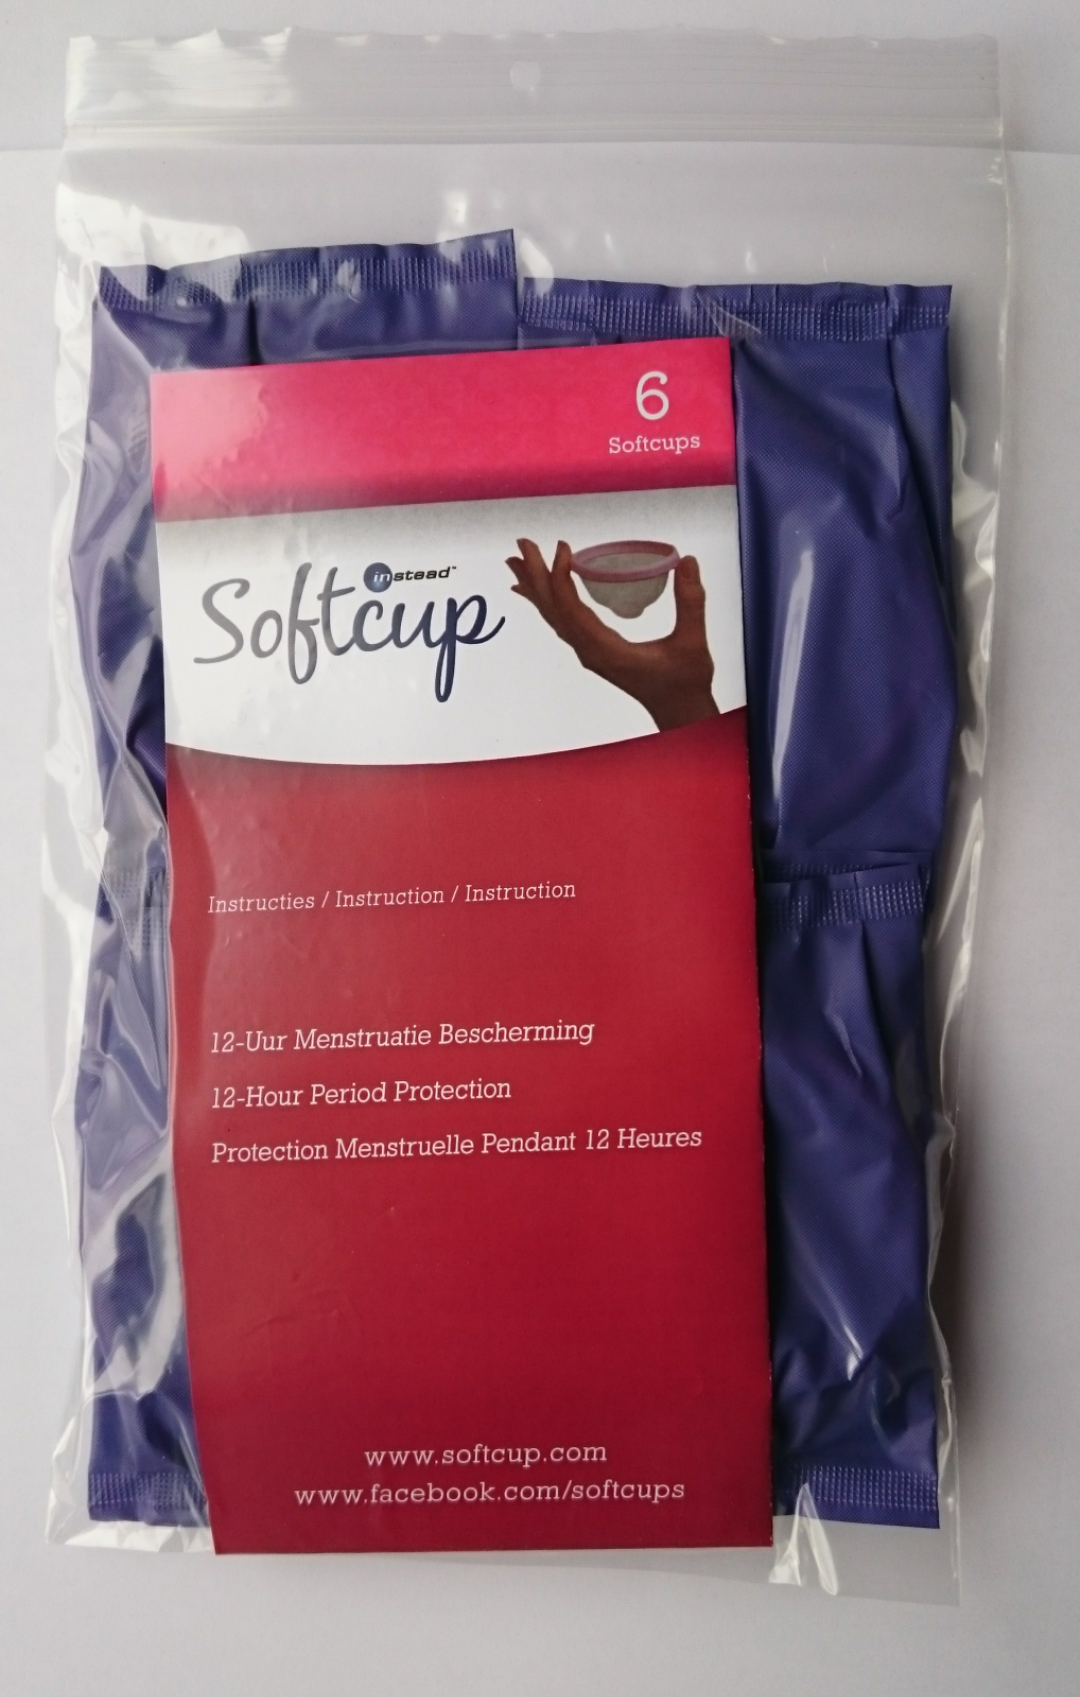 6
Softcups
instead™
Softcup
Instructies / Instruction / Instruction
12-Uur Menstruatie Bescherming
12-Hour Period Protection
Protection Menstruelle Pendant 12 Heures
www.softcup.com
www.facebook.com/softcups